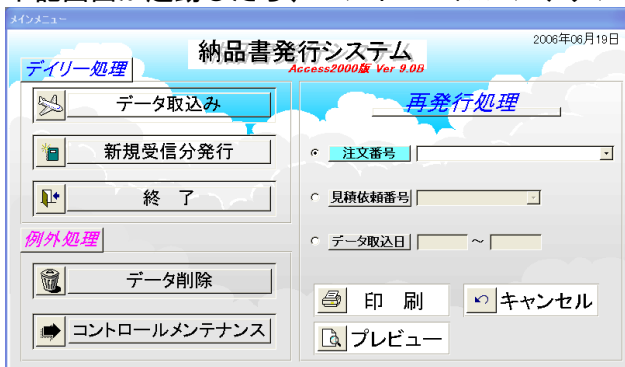 メインメニュー
納品書発行システム
2006年06月19日
Access2000版 Ver 9.0B
デイリー処理
データ取込み
新規受信分発行
終 了
例外処理
データ削除
コントロールメンテナンス
再発行処理
注文番号
見積依頼番号
データ取込日 ～
印 刷
キャンセル
プレビュー